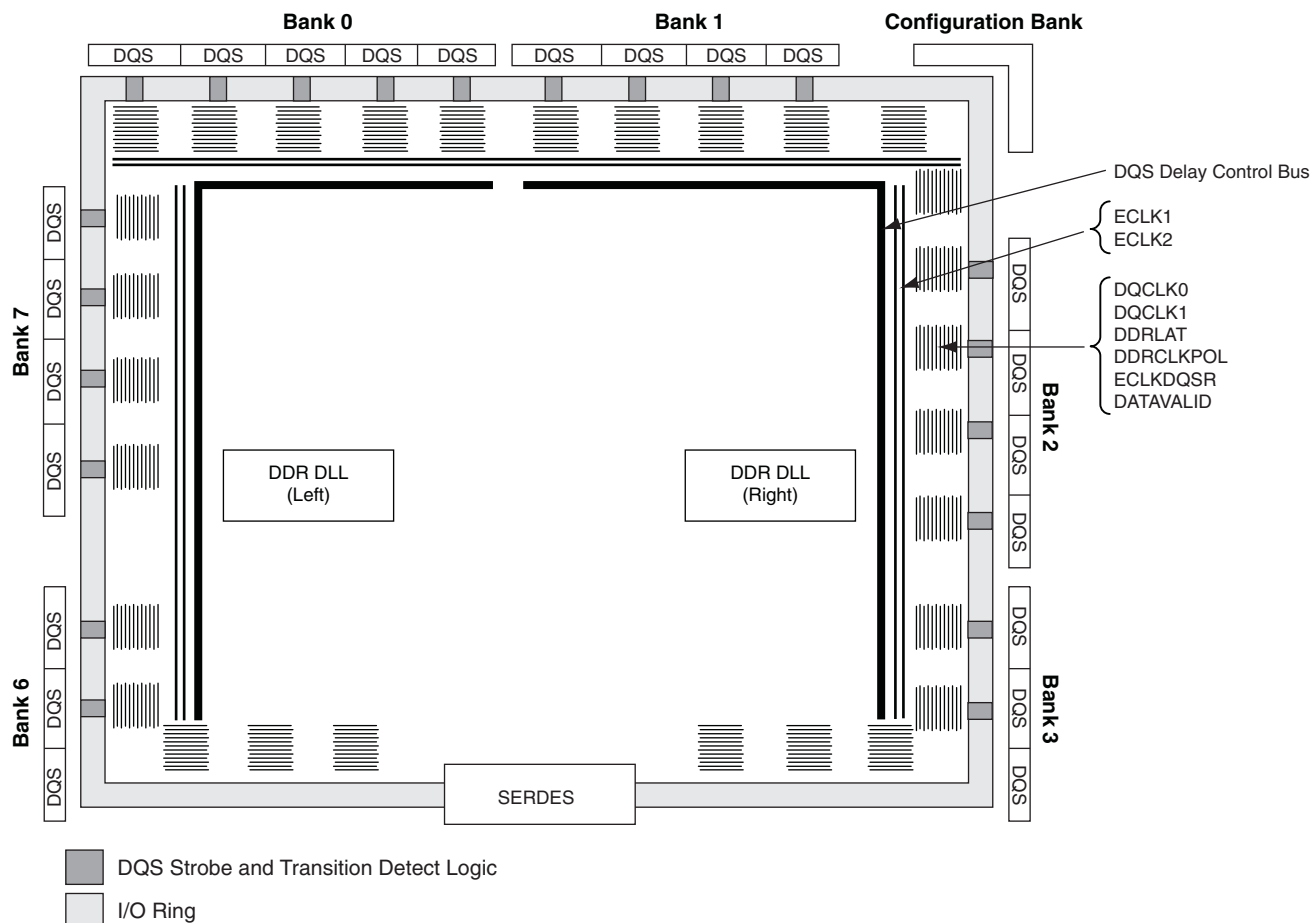 Bank 0
Bank 1
Configuration Bank
DQS DQS DQS DQS DQS
DQS DQS DQS DQS
DQS Delay Control Bus
ECLK1
ECLK2
DQCLK0
DQCLK1
DDRLAT
DDRCLKPOL
ECLKDQSR
DATAVALID
Bank 7
DQS
DQS
DQS
DQS
Bank 6
DQS
DQS
DQS
DDR DLL
(Left)
DDR DLL
(Right)
DQS
DQS
DQS
DQS
Bank 2
DQS
DQS
DQS
Bank 3
SERDES
DQS Strobe and Transition Detect Logic
I/O Ring